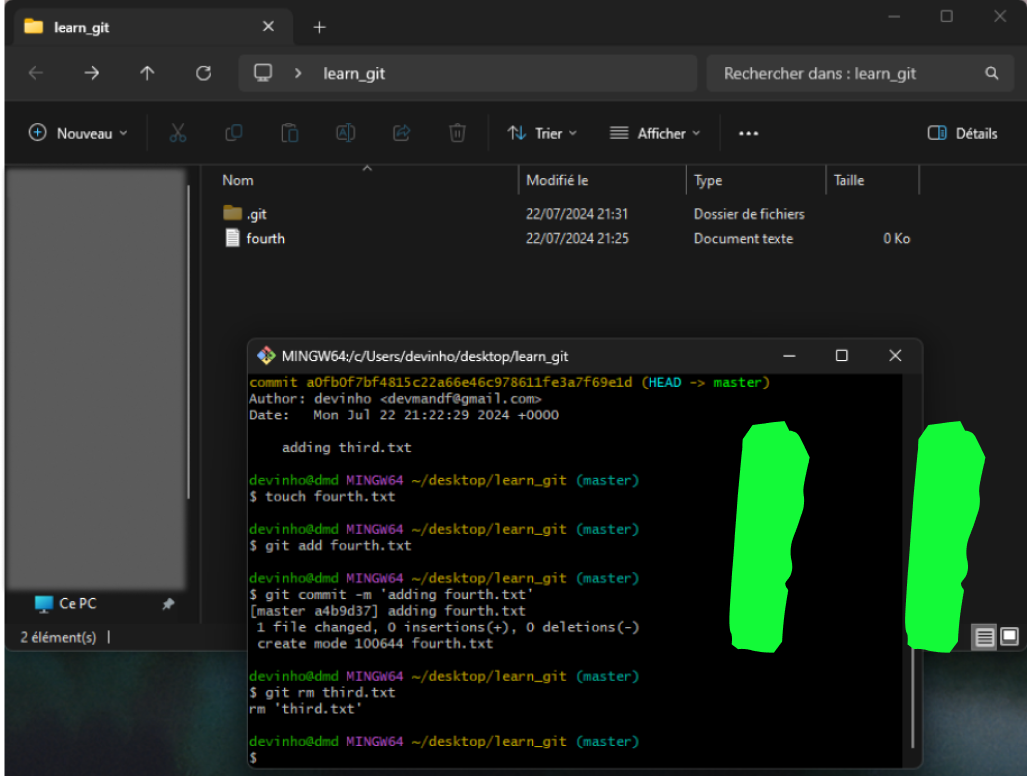 learn_git
learn_git
Rechercher dans : learn_git
Nouveau
Trier
Afficher
Détails
Nom Modifié le Type Taille
.git 22/07/2024 21:31 Dossier de fichiers
fourth 22/07/2024 21:25 Document texte 0 Ko
Ce PC
2 élément(s)
MINGW64:/c/Users/devinho/desktop/learn_git
commit a0fb0f7bf4815c22a66e46c978611fe3a7f69e1d (HEAD -> master)
Author: devinho <devmandf@gmail.com>
Date:   Mon Jul 22 21:22:29 2024 +0000
    adding third.txt
devinho@dmd MINGW64 ~/desktop/learn_git (master)
$ touch fourth.txt
devinho@dmd MINGW64 ~/desktop/learn_git (master)
$ git add fourth.txt
devinho@dmd MINGW64 ~/desktop/learn_git (master)
$ git commit -m 'adding fourth.txt'
[master a4b9d37] adding fourth.txt
 1 file changed, 0 insertions(+), 0 deletions(-)
 create mode 100644 fourth.txt
devinho@dmd MINGW64 ~/desktop/learn_git (master)
$ git rm third.txt
rm 'third.txt'
devinho@dmd MINGW64 ~/desktop/learn_git (master)
$